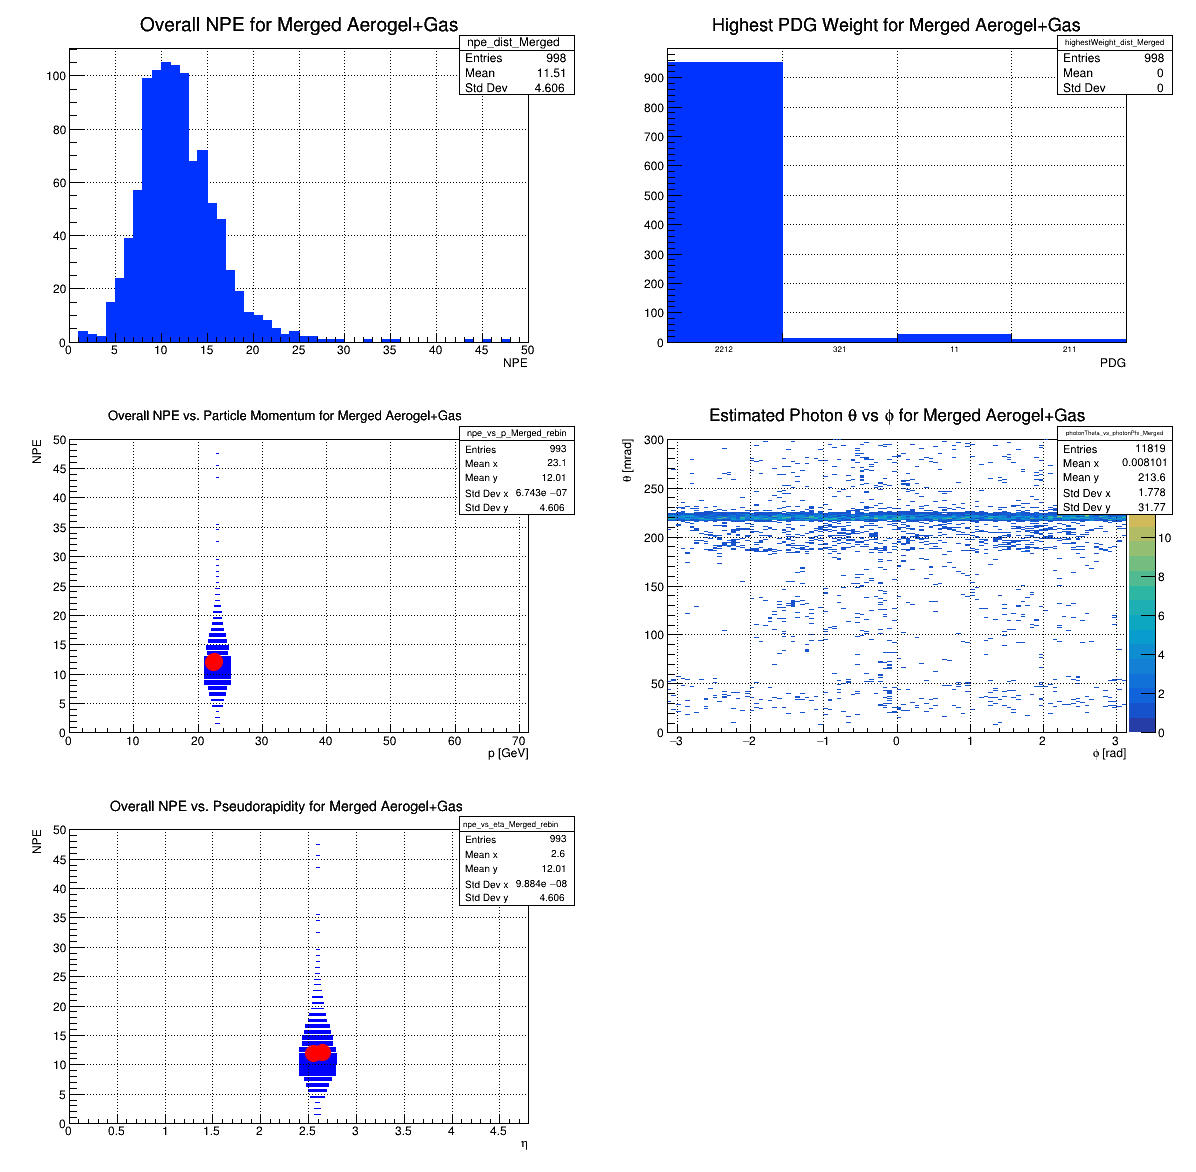 Overall NPE for Merged Aerogel+Gas
npe_dist_Merged
Entries 998
Mean 11.51
Std Dev 4.606
100
80
60
40
20
0
0 5 10 15 20 25 30 35 40 45 50
NPE
Highest PDG Weight for Merged Aerogel+Gas
highestWeight_dist_Merged
Entries 998
Mean 0
Std Dev 0
900
800
700
600
500
400
300
200
100
0
2212 321 11 211
PDG
Overall NPE vs. Particle Momentum for Merged Aerogel+Gas
npe_vs_p_Merged_rebin
Entries 993
Mean x 23.1
Mean y 12.01
Std Dev x 6.743e −07
Std Dev y 4.606
NPE
50
45
40
35
30
25
20
15
10
5
0
0 10 20 30 40 50 60 70
p [GeV]
Estimated Photon θ vs ϕ for Merged Aerogel+Gas
photonTheta_vs_photonPhi_Merged
Entries 11819
Mean x 0.008101
Mean y 213.6
Std Dev x 1.778
Std Dev y 31.77
θ [mrad]
300
250
200
150
100
50
0
−3 −2 −1 0 1 2 3
ϕ [rad]
10
8
6
4
2
0
Overall NPE vs. Pseudorapidity for Merged Aerogel+Gas
npe_vs_eta_Merged_rebin
Entries 993
Mean x 2.6
Mean y 12.01
Std Dev x 9.884e −08
Std Dev y 4.606
NPE
50
45
40
35
30
25
20
15
10
5
0
0 0.5 1 1.5 2 2.5 3 3.5 4 4.5
η